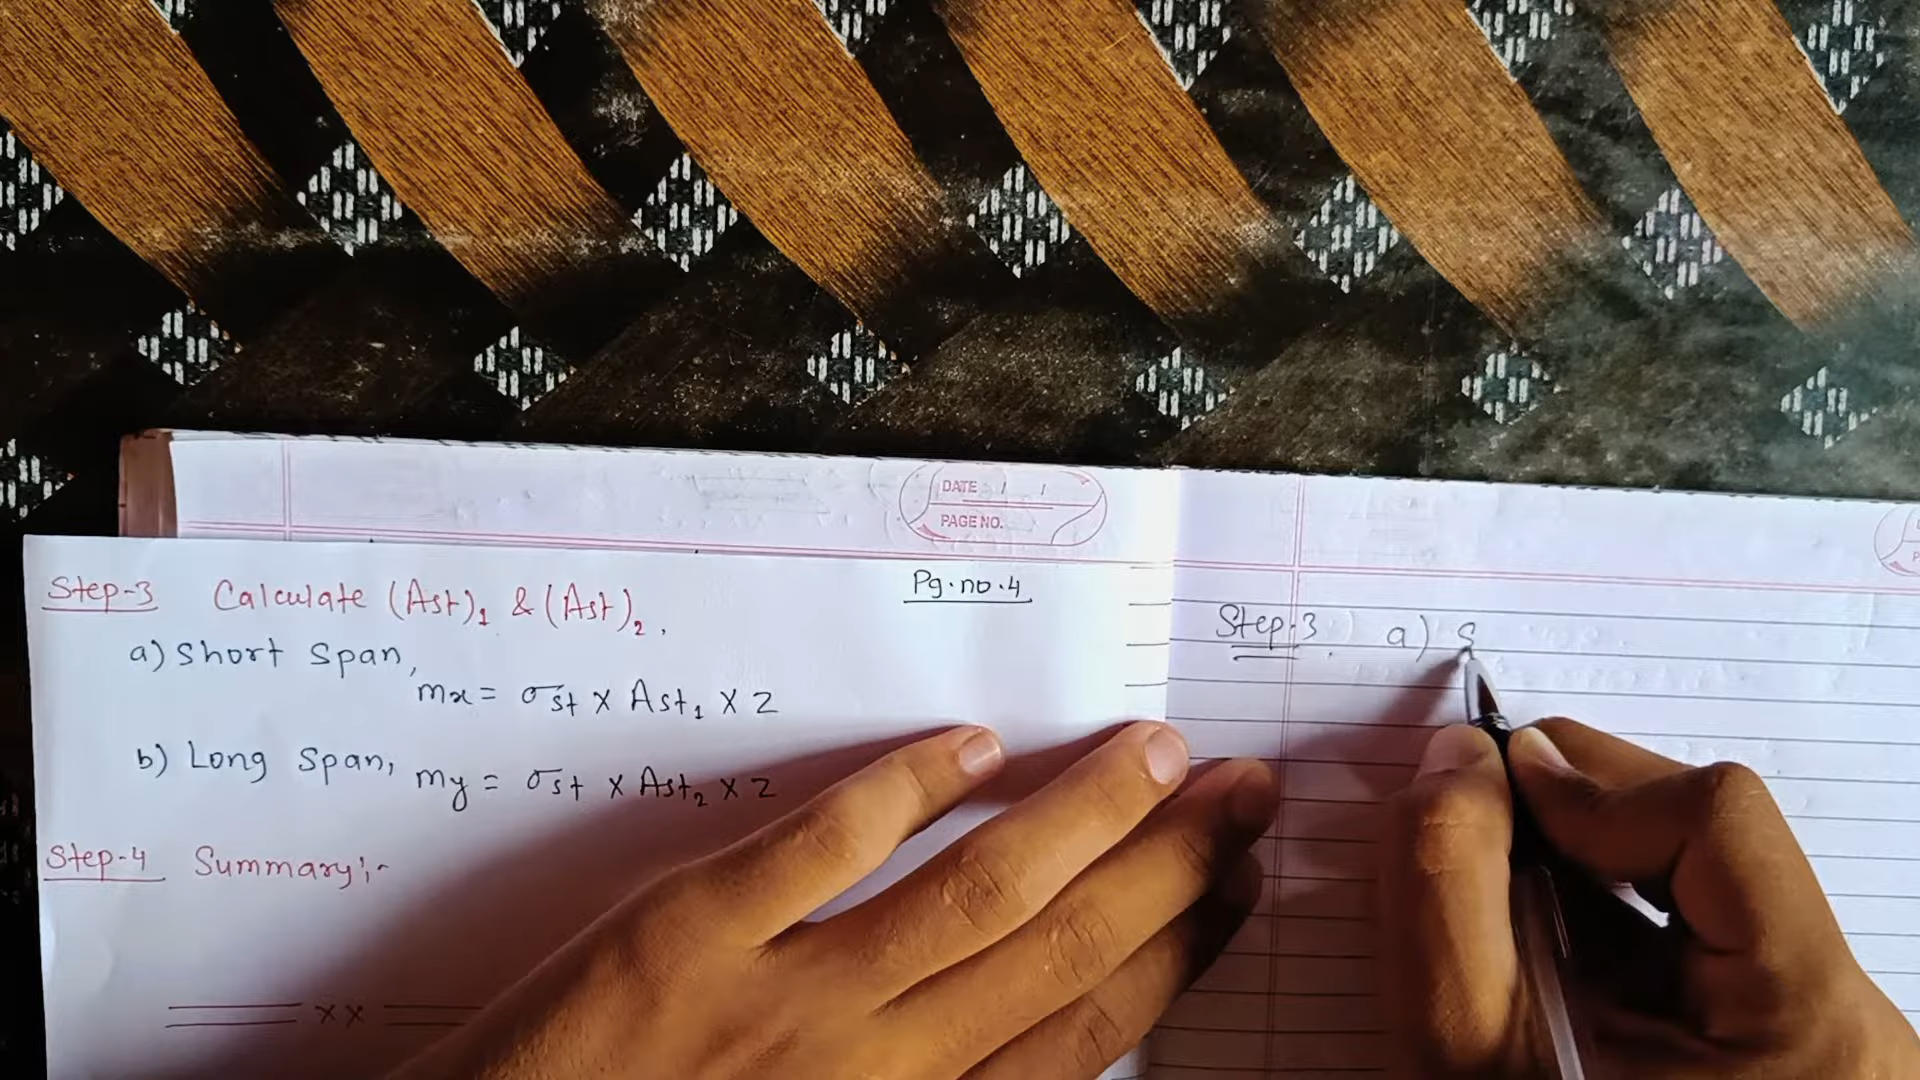 DATE / /
PAGE NO.
Step-3 Calculate (Ast)₁ & (Ast)₂.
Pg.no.4
a) Short Span,
mx = σst x Ast₁ x z
b) Long Span, my = σst x Ast₂ x z
Step-4 Summary:-
xx
Step-3 a) S